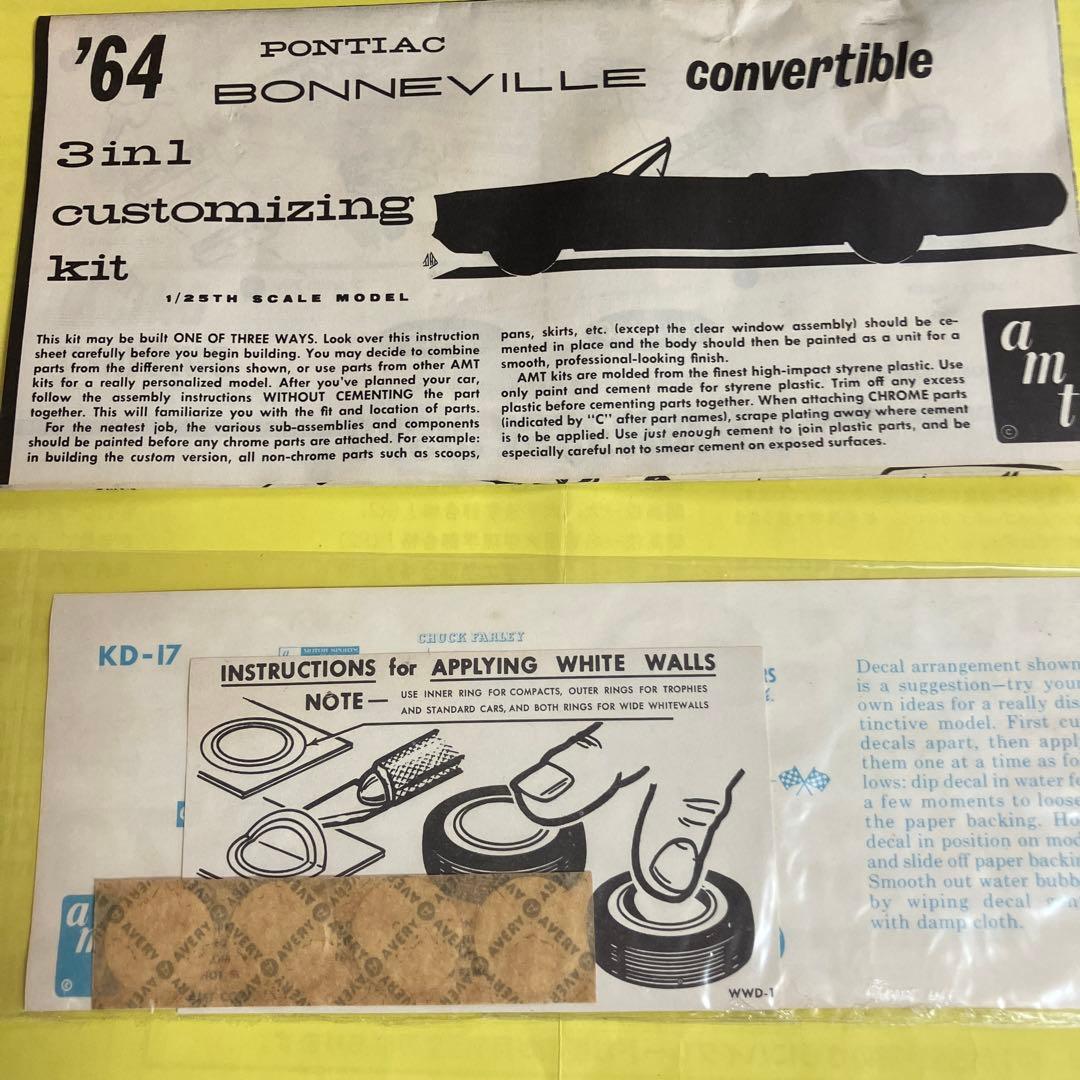 '64 PONTIAC BONNEVILLE convertible
3 in 1
customizing
kit
1/25TH SCALE MODEL
This kit may be built ONE OF THREE WAYS. Look over this instruction
sheet carefully before you begin building. You may decide to combine
parts from the different versions shown, or use parts from other AMT
kits for a really personalized model. After you've planned your car,
follow the assembly instructions WITHOUT CEMENTING the part
together. This will familiarize you with the fit and location of parts.
For the neatest job, the various sub-assemblies and components
should be painted before any chrome parts are attached. For example:
in building the custom version, all non-chrome parts such as scoops,
pans, skirts, etc. (except the clear window assembly) should be ce-
mented in place and the body should then be painted as a unit for a
smooth, professional-looking finish.
AMT kits are molded from the finest high-impact styrene plastic. Use
only paint and cement made for styrene plastic. Trim off any excess
plastic before cementing parts together. When attaching CHROME parts
(indicated by "C" after part names), scrape plating away where cement
is to be applied. Use just enough cement to join plastic parts, and be
especially careful not to smear cement on exposed surfaces.
amt
©
KD-17
CHUCK FARLEY
a MOTOR SPORTS
INSTRUCTIONS for APPLYING WHITE WALLS
NOTE — USE INNER RING FOR COMPACTS, OUTER RINGS FOR TROPHIES
AND STANDARD CARS, AND BOTH RINGS FOR WIDE WHITEWALLS
WWD-1
RS
E.
Decal arrangement shown
is a suggestion—try your
own ideas for a really dis
tinctive model. First cu
decals apart, then appl
them one at a time as fo
lows: dip decal in water fo
a few moments to loose
the paper backing. Ho
decal in position on mod
and slide off paper backin
Smooth out water bubb
by wiping decal
with damp cloth.
a
m
©
AVERY AVERY AVERY AVERY AVERY